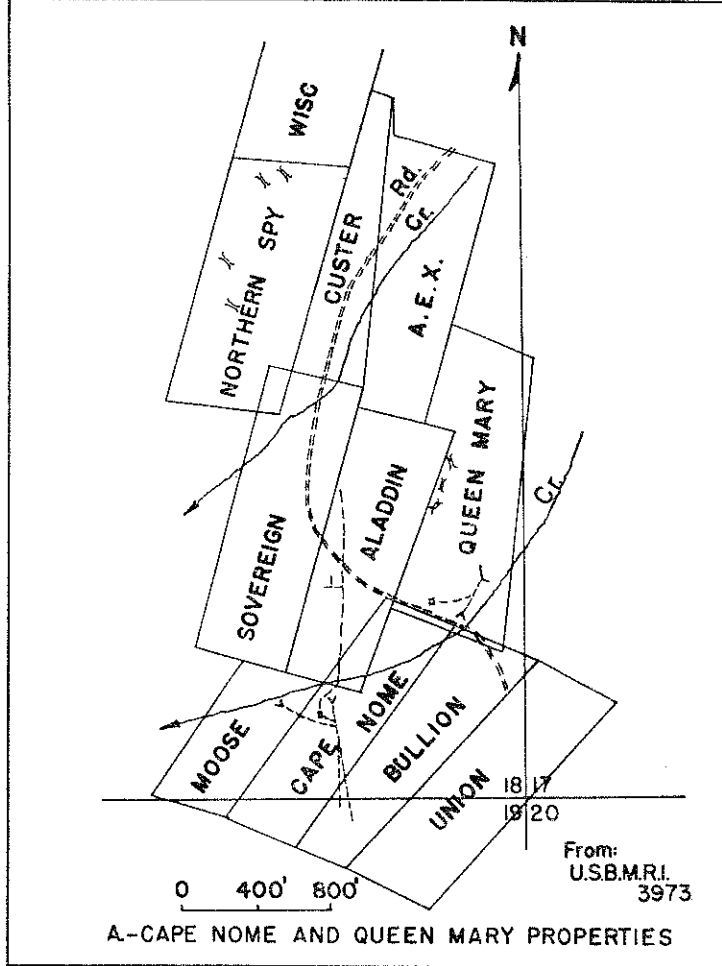 N
WISC
Rd.
Cr.
NORTHERN SPY
CUSTER
A.E.X.
QUEEN MARY
Cr.
ALADDIN
SOVEREIGN
MOOSE
CAPE NOME
BULLION
UNION
18 17
19 20
From:
U.S.B.M.R.I.
3973
0 400' 800'
A.-CAPE NOME AND QUEEN MARY PROPERTIES